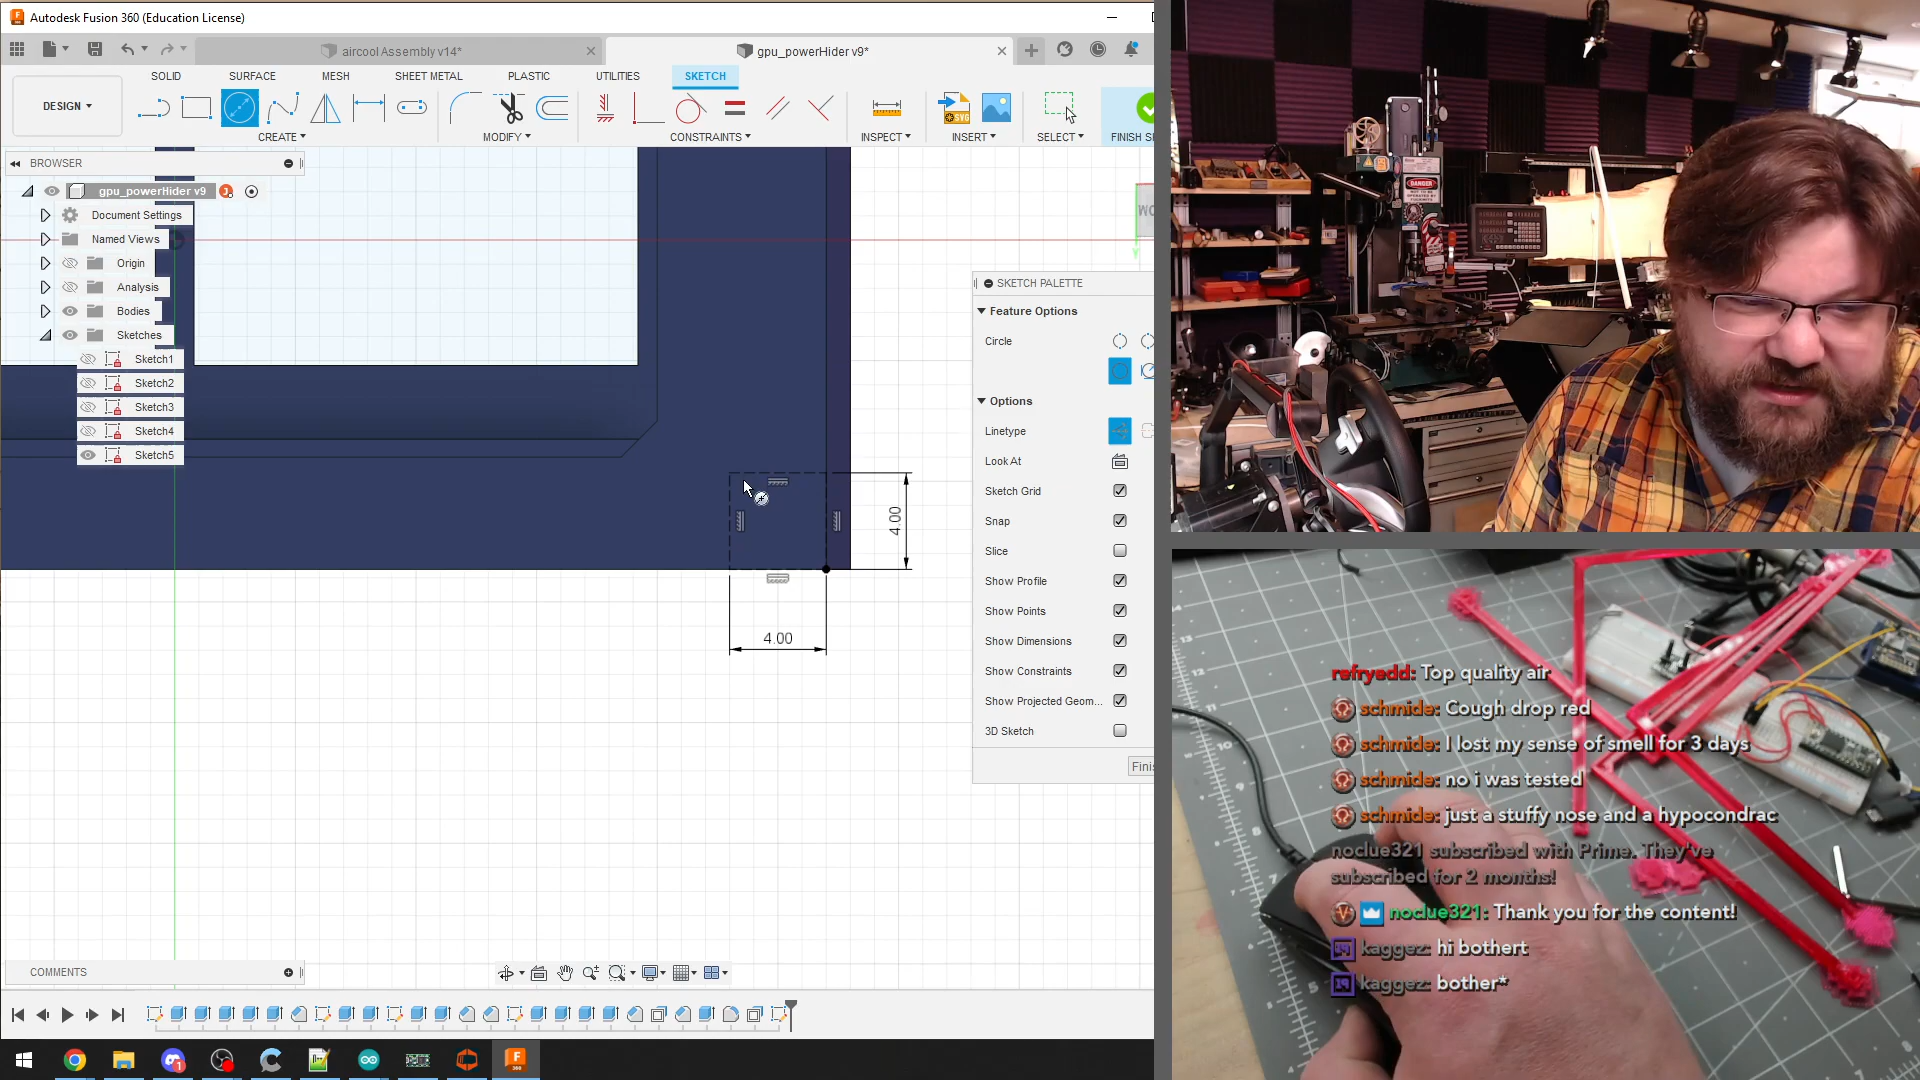 Autodesk Fusion 360 (Education License)
aircool Assembly v14*
gpu_powerHider v9*
SOLID
SURFACE
MESH
SHEET METAL
PLASTIC
UTILITIES
SKETCH
DESIGN
CREATE
MODIFY
CONSTRAINTS
INSPECT
INSERT
SELECT
FINISH S
BROWSER
gpu_powerHider v9
Document Settings
Named Views
Origin
Analysis
Bodies
Sketches
Sketch1
Sketch2
Sketch3
Sketch4
Sketch5
SKETCH PALETTE
Feature Options
Circle
Options
Linetype
Look At
Sketch Grid
Snap
Slice
Show Profile
Show Points
Show Dimensions
Show Constraints
Show Projected Geom...
3D Sketch
Finis
4.00
4.00
COMMENTS
DANGER
refryedd: Top quality air
schmide: Cough drop red
schmide: I lost my sense of smell for 3 days
schmide: no i was tested
schmide: just a stuffy nose and a hypocondrac
noclue321 subscribed with Prime. They've
subscribed for 2 months!
noclue321: Thank you for the content!
kaggez: hi bothert
kaggez: bother*